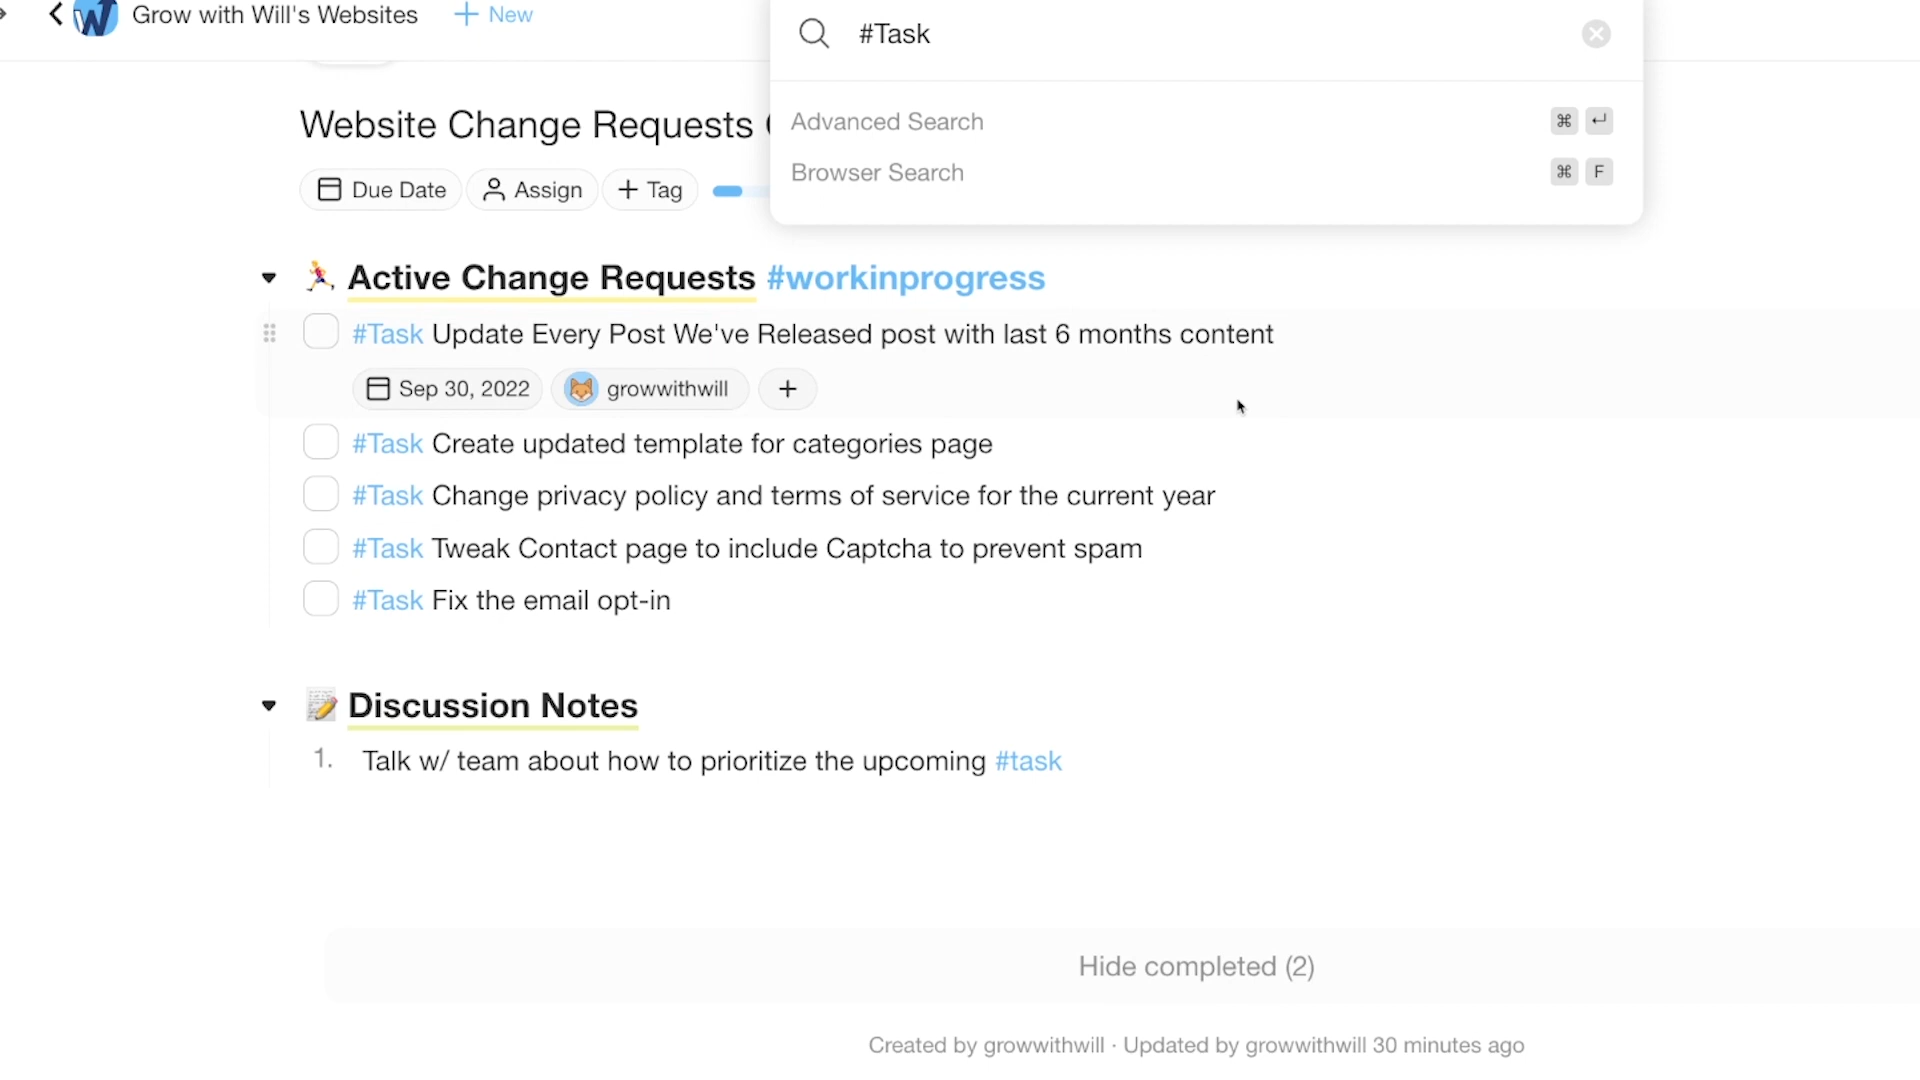 Grow with Will's Websites
+ New
#Task
Advanced Search ⌘ ↵
Browser Search ⌘ F
Website Change Requests
Due Date Assign + Tag
Active Change Requests #workinprogress
#Task Update Every Post We've Released post with last 6 months content
Sep 30, 2022 growwithwill +
#Task Create updated template for categories page
#Task Change privacy policy and terms of service for the current year
#Task Tweak Contact page to include Captcha to prevent spam
#Task Fix the email opt-in
Discussion Notes
1. Talk w/ team about how to prioritize the upcoming #task
Hide completed (2)
Created by growwithwill · Updated by growwithwill 30 minutes ago